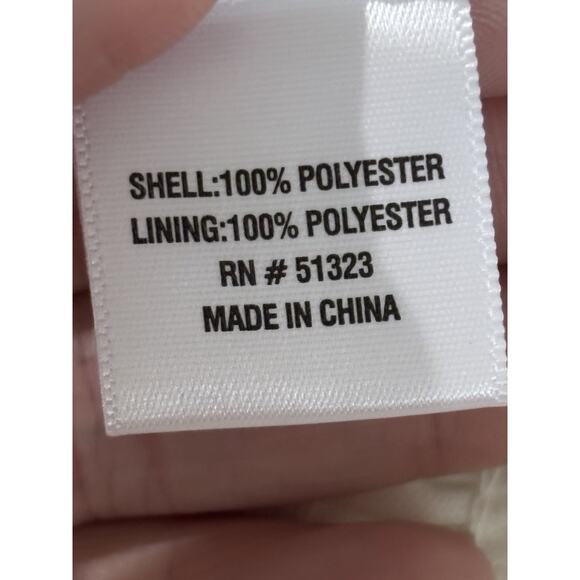 SHELL:100% POLYESTER
LINING:100% POLYESTER
RN # 51323
MADE IN CHINA